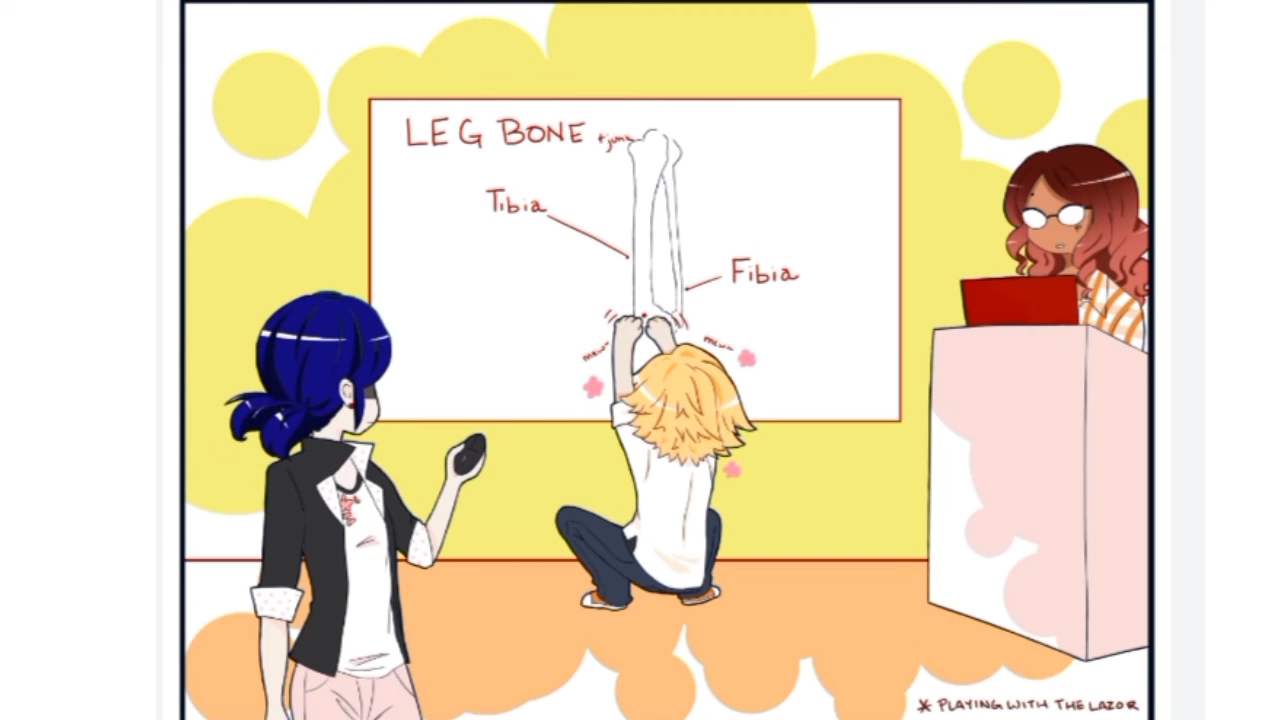 LEG BONE
Tibia
Fibia
mew~
mew~
* PLAYING WITH THE LAZOR